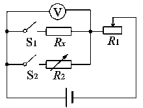 V
S1 Rx R1
S2 R2